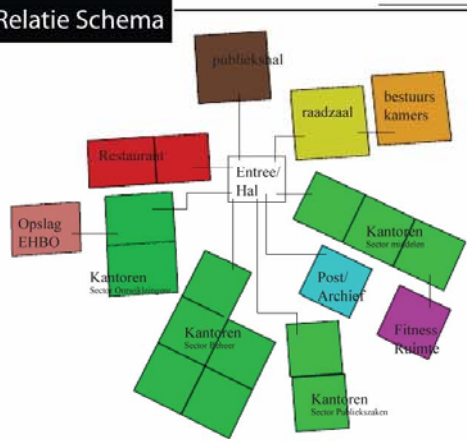 Relatie Schema
publiekshal
raadzaal
bestuurs
kamers
Restaurant
Entree/
Hal
Opslag
EHBO
Kantoren
Sector middelen
Kantoren
Sector Ontwikkelingen
Post/
Archief
Kantoren
Sector Beheer
Fitness
Ruimte
Kantoren
Sector Publiekszaken